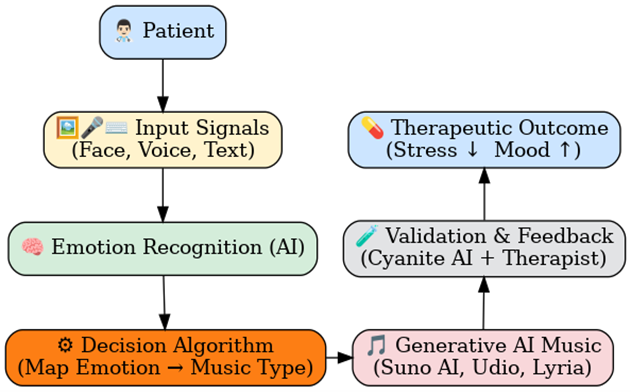 Patient
Input Signals
(Face, Voice, Text)
Emotion Recognition (AI)
Decision Algorithm
(Map Emotion → Music Type)
Generative AI Music
(Suno AI, Udio, Lyria)
Validation & Feedback
(Cyanite AI + Therapist)
Therapeutic Outcome
(Stress ↓ Mood ↑)